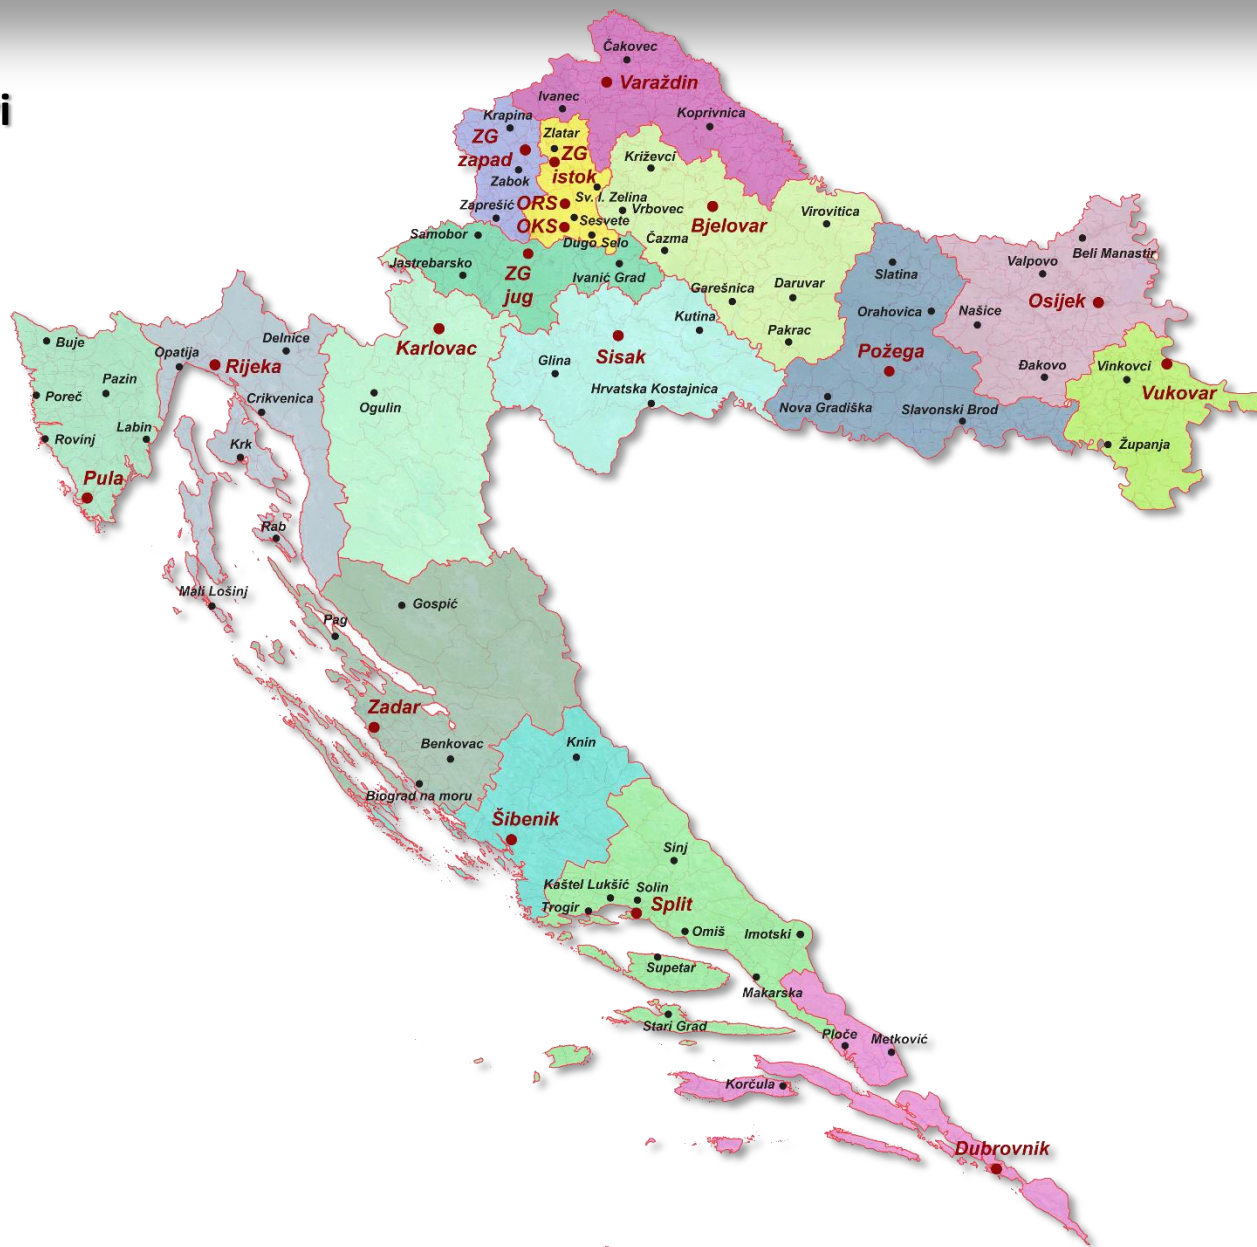 i
Čakovec
Varaždin
Ivanec
Koprivnica
Krapina
ZG
zapad
Zlatar
ZG
istok
Križevci
Zabok
Sv. I. Zelina
Zaprešić
ORS
Vrbovec
Sesvete
OKS
Bjelovar
Virovitica
Samobor
Dugo Selo
Čazma
Jastrebarsko
ZG
jug
Ivanić Grad
Garešnica
Daruvar
Slatina
Valpovo
Beli Manastir
Osijek
Orahovica
Našice
Kutina
Pakrac
Požega
Karlovac
Sisak
Glina
Hrvatska Kostajnica
Đakovo
Vinkovci
Vukovar
Nova Gradiška
Slavonski Brod
Županja
Buje
Opatija
Delnice
Rijeka
Pazin
Poreč
Crikvenica
Ogulin
Labin
Rovinj
Krk
Pula
Rab
Mali Lošinj
Gospić
Pag
Zadar
Benkovac
Knin
Biograd na moru
Šibenik
Sinj
Kaštel Lukšić
Solin
Trogir
Split
Omiš
Imotski
Supetar
Makarska
Stari Grad
Ploče
Metković
Korčula
Dubrovnik